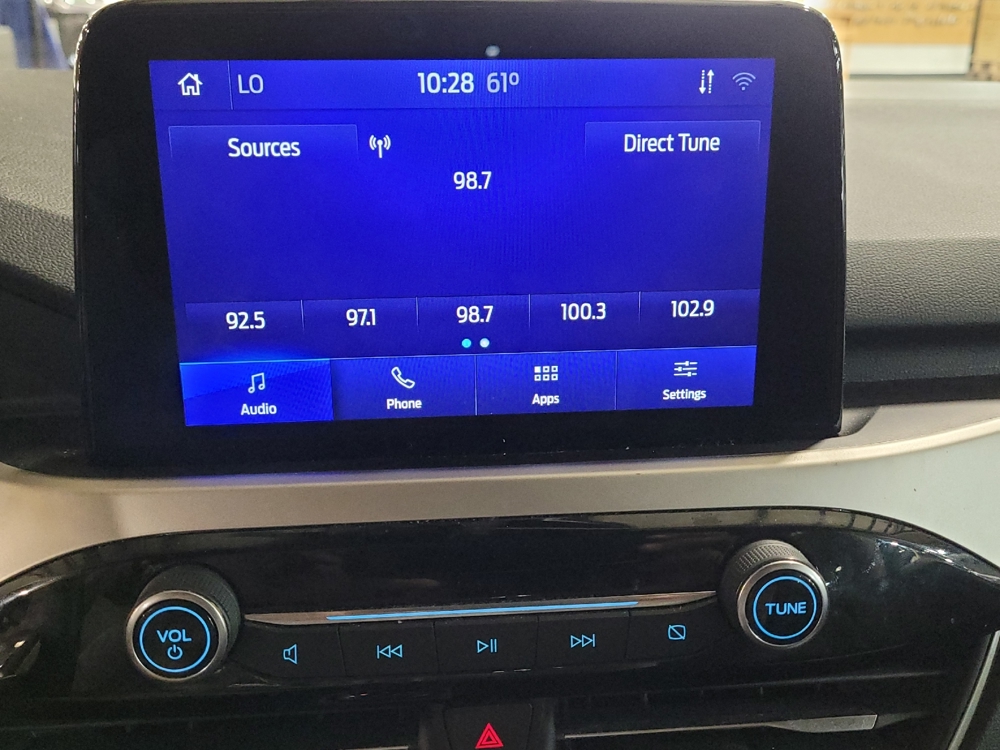 LO 10:28 61°
Sources Direct Tune
98.7
92.5 97.1 98.7 100.3 102.9
Audio Phone Apps Settings
VOL TUNE